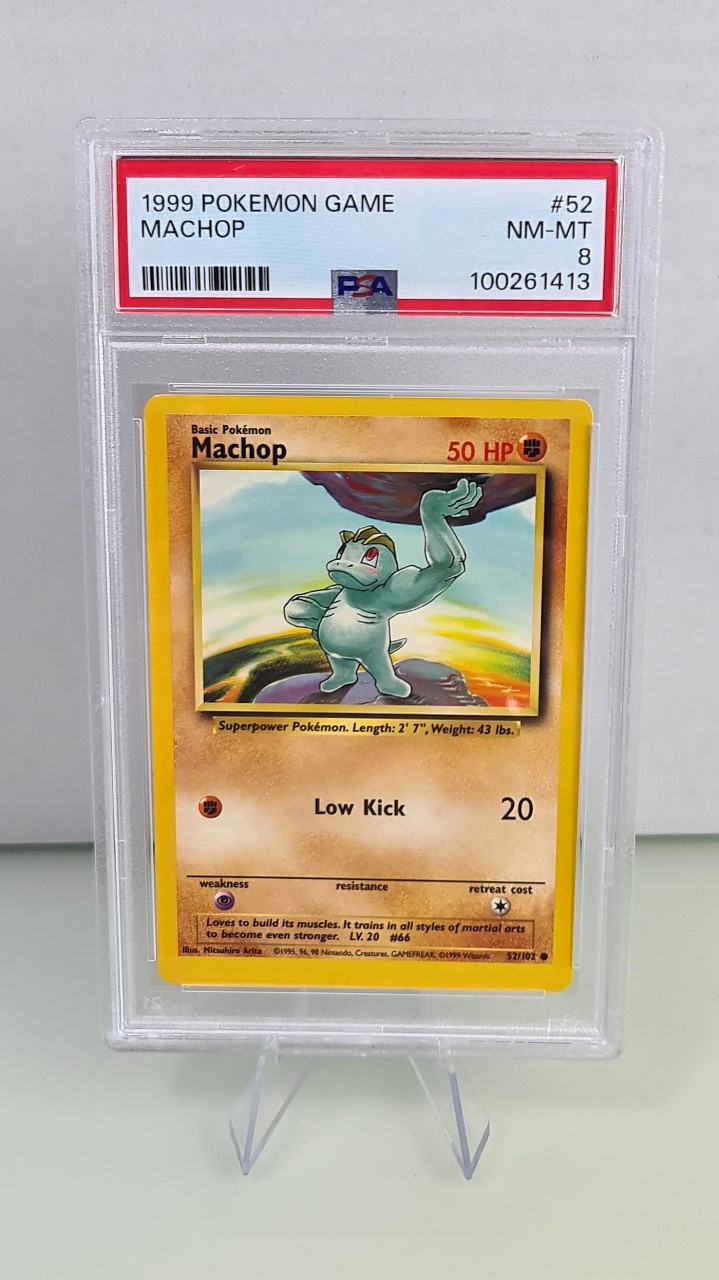 1999 POKEMON GAME #52
MACHOP NM-MT
8
PSA 100261413
Basic Pokémon
Machop 50 HP
Superpower Pokémon. Length: 2' 7", Weight: 43 lbs.
Low Kick 20
weakness resistance retreat cost
Loves to build its muscles. It trains in all styles of martial arts
to become even stronger. LV. 20 #66
Illus. Mitsuhiro Arita ©1995, 96, 98 Nintendo, Creatures, GAMEFREAK. ©1999 Wizards. 52/102